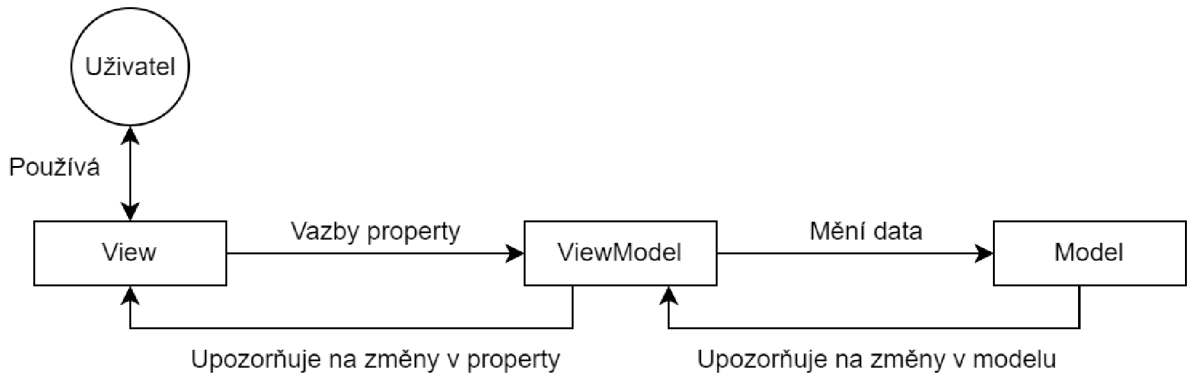 Uživatel
Používá
View
Vazby property
ViewModel
Mění data
Model
Upozorňuje na změny v property
Upozorňuje na změny v modelu